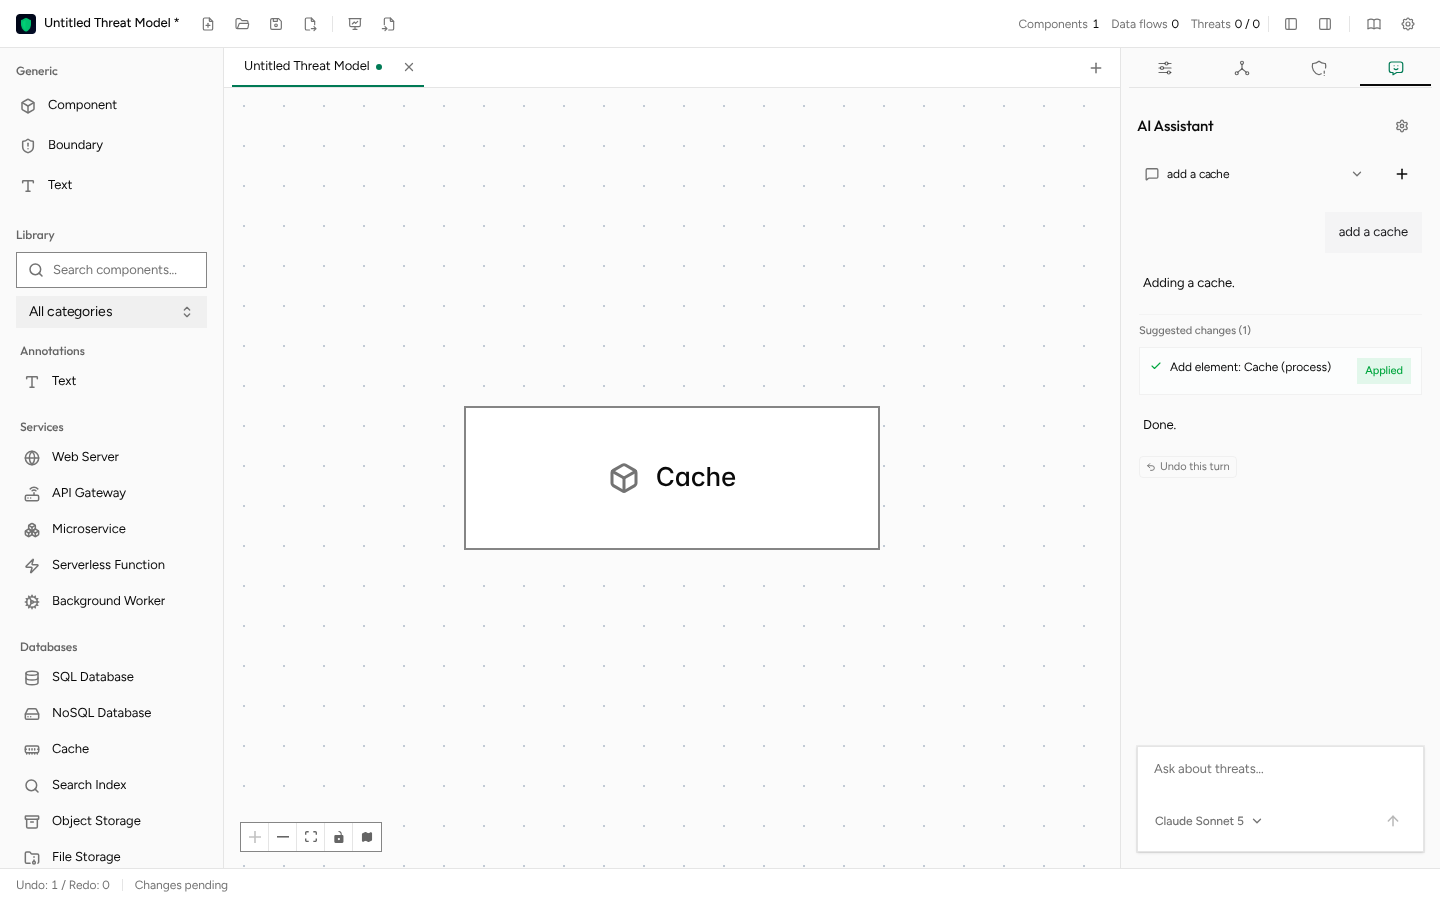 Untitled Threat Model *
Components 1 Data flows 0 Threats 0 / 0
Generic
Component
Boundary
Text
Library
Search components...
All categories
Annotations
Text
Services
Web Server
API Gateway
Microservice
Serverless Function
Background Worker
Databases
SQL Database
NoSQL Database
Cache
Search Index
Object Storage
File Storage
Untitled Threat Model
Cache
AI Assistant
add a cache
add a cache
Adding a cache.
Suggested changes (1)
Add element: Cache (process)
Applied
Done.
Undo this turn
Ask about threats...
Claude Sonnet 5
Undo: 1 / Redo: 0
Changes pending